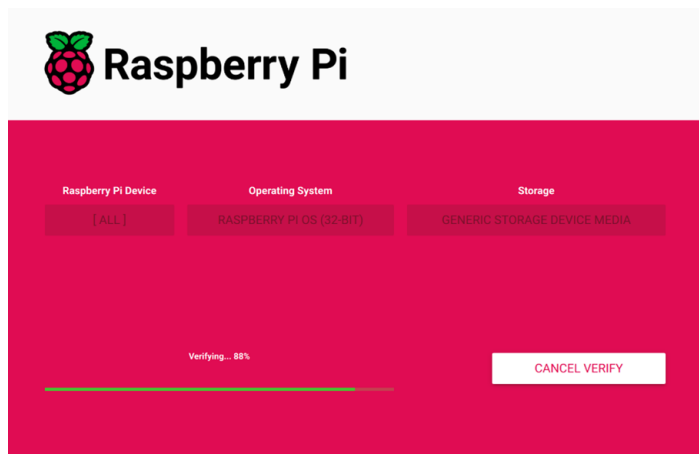 Raspberry Pi
Raspberry Pi Device
Operating System
Storage
[ ALL ]
RASPBERRY PI OS (32-BIT)
GENERIC STORAGE DEVICE MEDIA
Verifying... 88%
CANCEL VERIFY